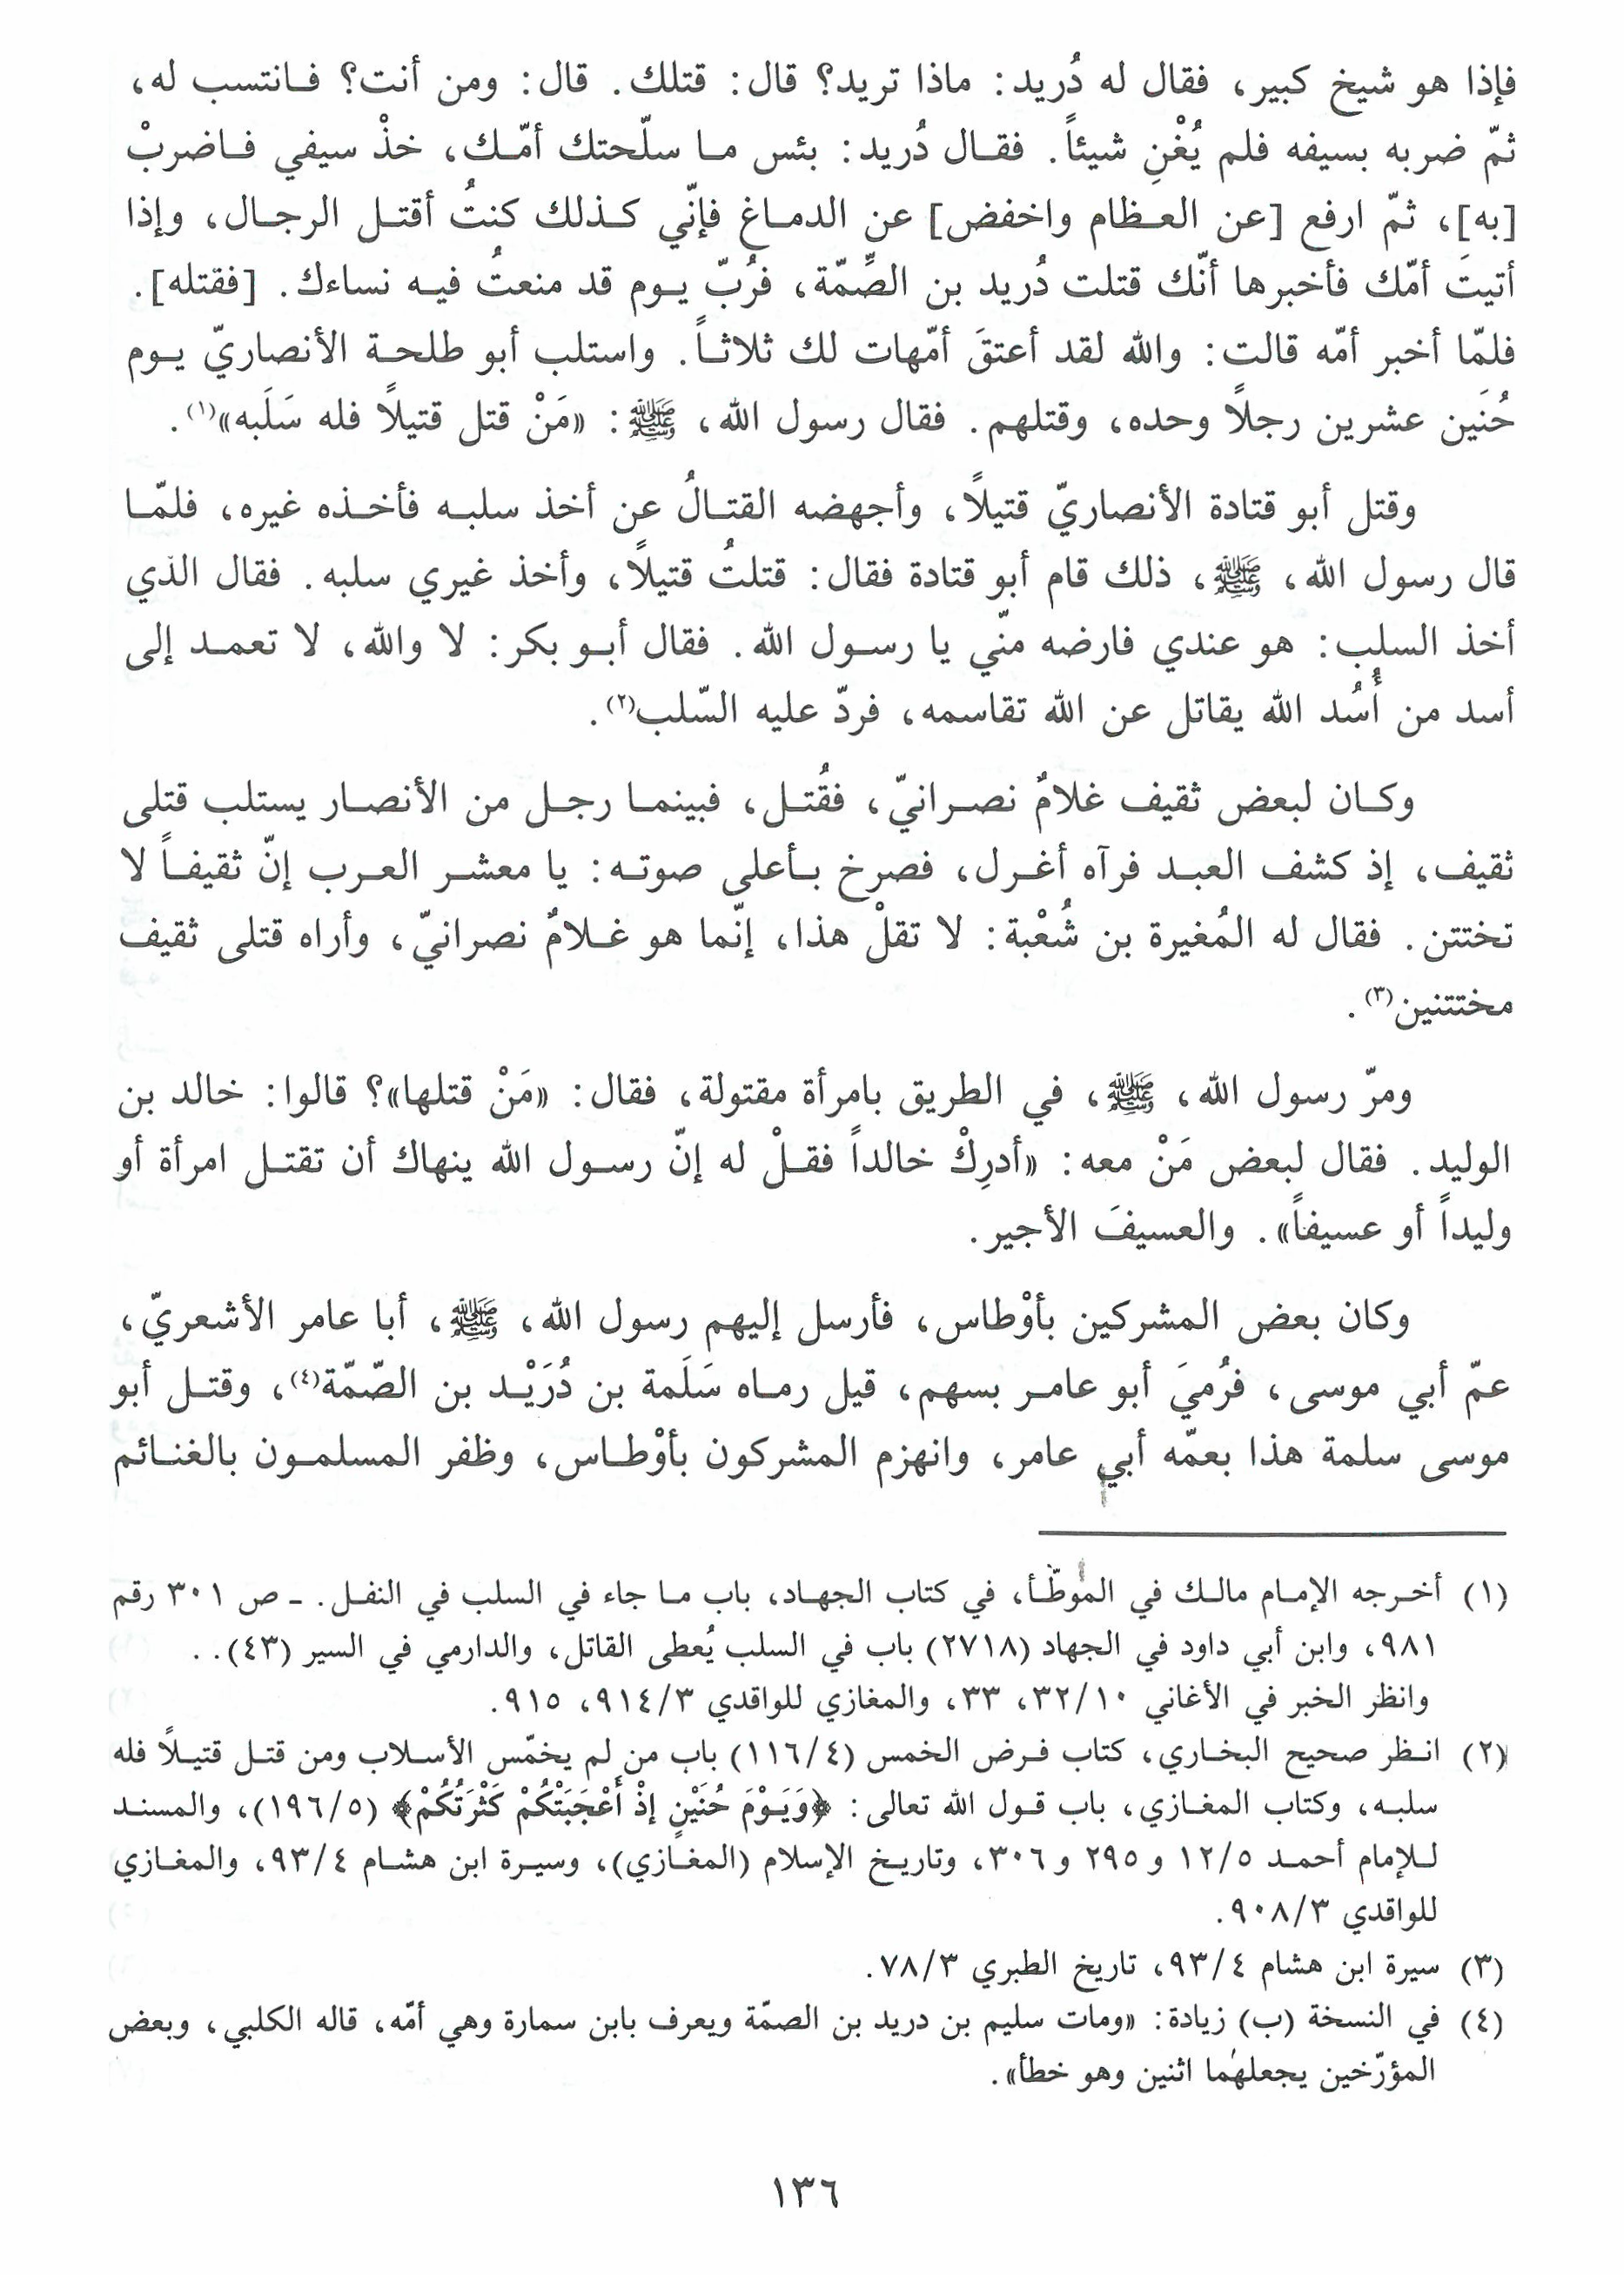 فإذا هو شيخ كبير، فقال له دُريد: ماذا تريد؟ قال: قتلك. قال: ومن أنت؟ فانتسب له،
ثمّ ضربه بسيفه فلم يُغْنِ شيئاً. فقال دُريد: بئس ما سلّحتك أمّك، خذْ سيفي فاضربْ
[به]، ثمّ ارفع [عن العظام واخفض] عن الدماغ فإنّي كذلك كنتُ أقتل الرجال، وإذا
أتيتَ أمّك فأخبرها أنّك قتلت دُريد بن الصِّمّة، فرُبّ يوم قد منعتُ فيه نساءك. [فقتله].
فلمّا أخبر أمّه قالت: والله لقد أعتقَ أمّهات لك ثلاثاً. واستلب أبو طلحة الأنصاريّ يوم
حُنَين عشرين رجلاً وحده، وقتلهم. فقال رسول الله، ﷺ: «مَنْ قتل قتيلاً فله سَلَبه»(١).
وقتل أبو قتادة الأنصاريّ قتيلاً، وأجهضه القتالُ عن أخذ سلبه فأخذه غيره، فلمّا
قال رسول الله، ﷺ، ذلك قام أبو قتادة فقال: قتلتُ قتيلاً، وأخذ غيري سلبه. فقال الذي
أخذ السلب: هو عندي فارضه منّي يا رسول الله. فقال أبو بكر: لا والله، لا تعمد إلى
أسد من أُسُد الله يقاتل عن الله تقاسمه، فردّ عليه السّلب(٢).
وكان لبعض ثقيف غلامٌ نصرانيّ، فقُتل، فبينما رجل من الأنصار يستلب قتلى
ثقيف، إذ كشف العبد فرآه أغرل، فصرخ بأعلى صوته: يا معشر العرب إنّ ثقيفاً لا
تختتن. فقال له المُغيرة بن شُعْبة: لا تقلْ هذا، إنّما هو غلامٌ نصرانيّ، وأراه قتلى ثقيف
مختتنين(٣).
ومرّ رسول الله، ﷺ، في الطريق بامرأة مقتولة، فقال: «مَنْ قتلها»؟ قالوا: خالد بن
الوليد. فقال لبعض مَنْ معه: «أدرِكْ خالداً فقلْ له إنّ رسول الله ينهاك أن تقتل امرأة أو
وليداً أو عسيفاً». والعسيفَ الأجير.
وكان بعض المشركين بأوْطاس، فأرسل إليهم رسول الله، ﷺ، أبا عامر الأشعريّ،
عمّ أبي موسى، فرُميَ أبو عامر بسهم، قيل رماه سَلَمة بن دُرَيْد بن الصّمّة(٤)، وقتل أبو
موسى سلمة هذا بعمّه أبي عامر، وانهزم المشركون بأوْطاس، وظفر المسلمون بالغنائم
(١) أخرجه الإمام مالك في الموطّأ، في كتاب الجهاد، باب ما جاء في السلب في النفل. ـ ص ٣٠١ رقم
٩٨١، وابن أبي داود في الجهاد (٢٧١٨) باب في السلب يُعطى القاتل، والدارمي في السير (٤٣)..
وانظر الخبر في الأغاني ٣٢/١٠، ٣٣، والمغازي للواقدي ٩١٤/٣، ٩١٥.
(٢) انظر صحيح البخاري، كتاب فرض الخمس (١١٦/٤) باب من لم يخمّس الأسلاب ومن قتل قتيلاً فله
سلبه، وكتاب المغازي، باب قول الله تعالى: ﴿وَيَوْمَ حُنَيْنٍ إذْ أَعْجَبَتْكُمْ كَثْرَتُكُمْ﴾ (١٩٦/٥)، والمسند
للإمام أحمد ١٢/٥ و ٢٩٥ و ٣٠٦، وتاريخ الإسلام (المغازي)، وسيرة ابن هشام ٩٣/٤، والمغازي
للواقدي ٩٠٨/٣.
(٣) سيرة ابن هشام ٩٣/٤، تاريخ الطبري ٧٨/٣.
(٤) في النسخة (ب) زيادة: «ومات سليم بن دريد بن الصمّة ويعرف بابن سمارة وهي أمّه، قاله الكلبي، وبعض
المؤرّخين يجعلهما اثنين وهو خطأ».
١٣٦